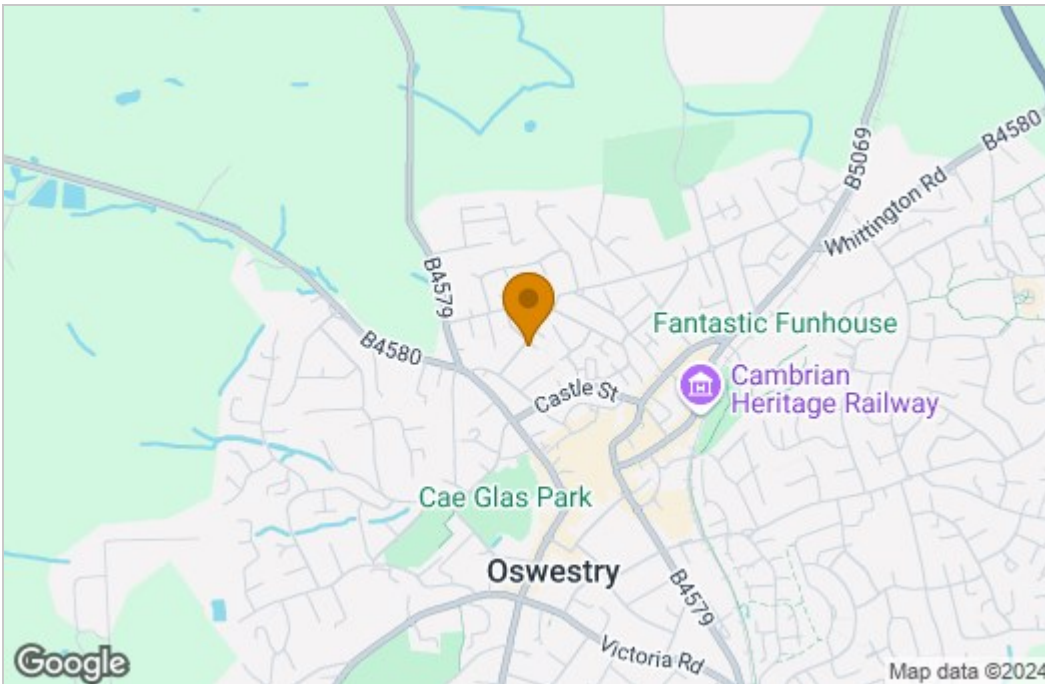 B4580
B5069
Whittington Rd
B4579
B4580
Fantastic Funhouse
Castle St
Cambrian
Heritage Railway
Cae Glas Park
Oswestry
B4579
Victoria Rd
Google
Map data ©2024